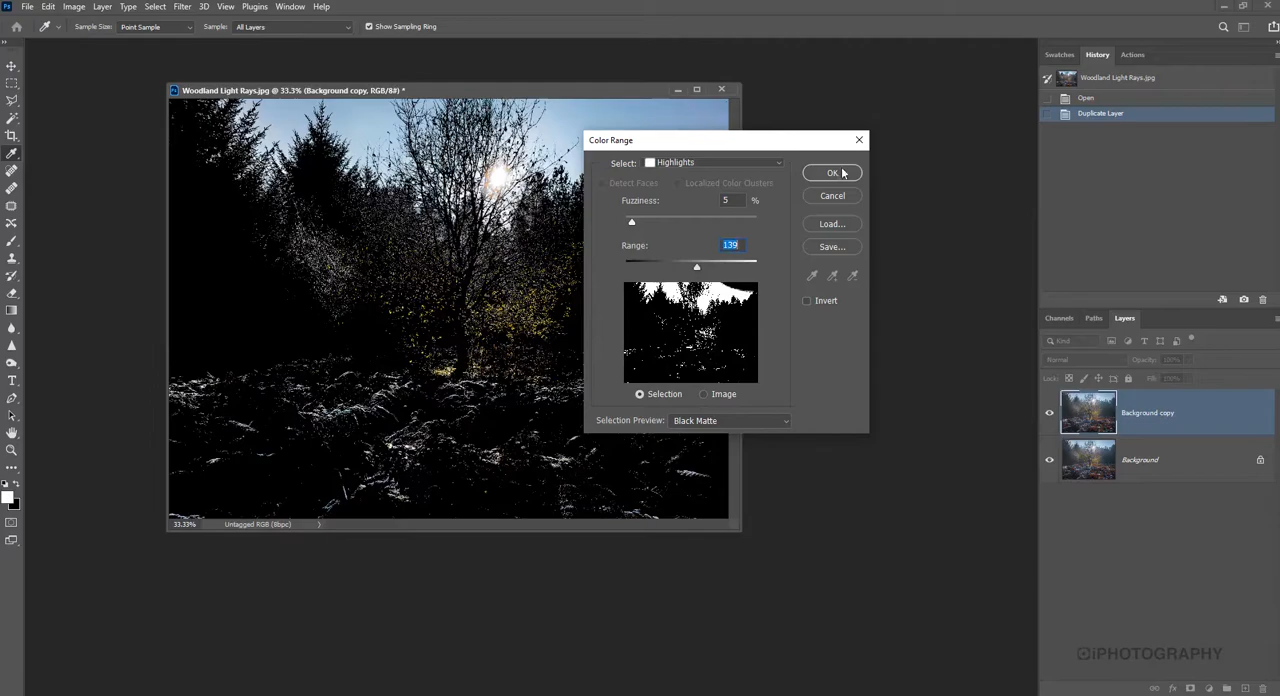 Ps File Edit Image Layer Type Select Filter 3D View Plugins Window Help
Sample Size: Point Sample Sample: All Layers Show Sampling Ring
Swatches History Actions
Woodland Light Rays.jpg
Open
Duplicate Layer
Woodland Light Rays.jpg @ 33.3% (Background copy, RGB/8#) *
33.33% Untagged RGB (8bpc)
Color Range
Select: Highlights
Detect Faces Localized Color Clusters
Fuzziness: 5 %
Range: 139
Selection Image
Selection Preview: Black Matte
OK
Cancel
Load...
Save...
Invert
Channels Paths Layers
Kind
Normal Opacity: 100%
Lock: Fill: 100%
Background copy
Background
iPHOTOGRAPHY
fx